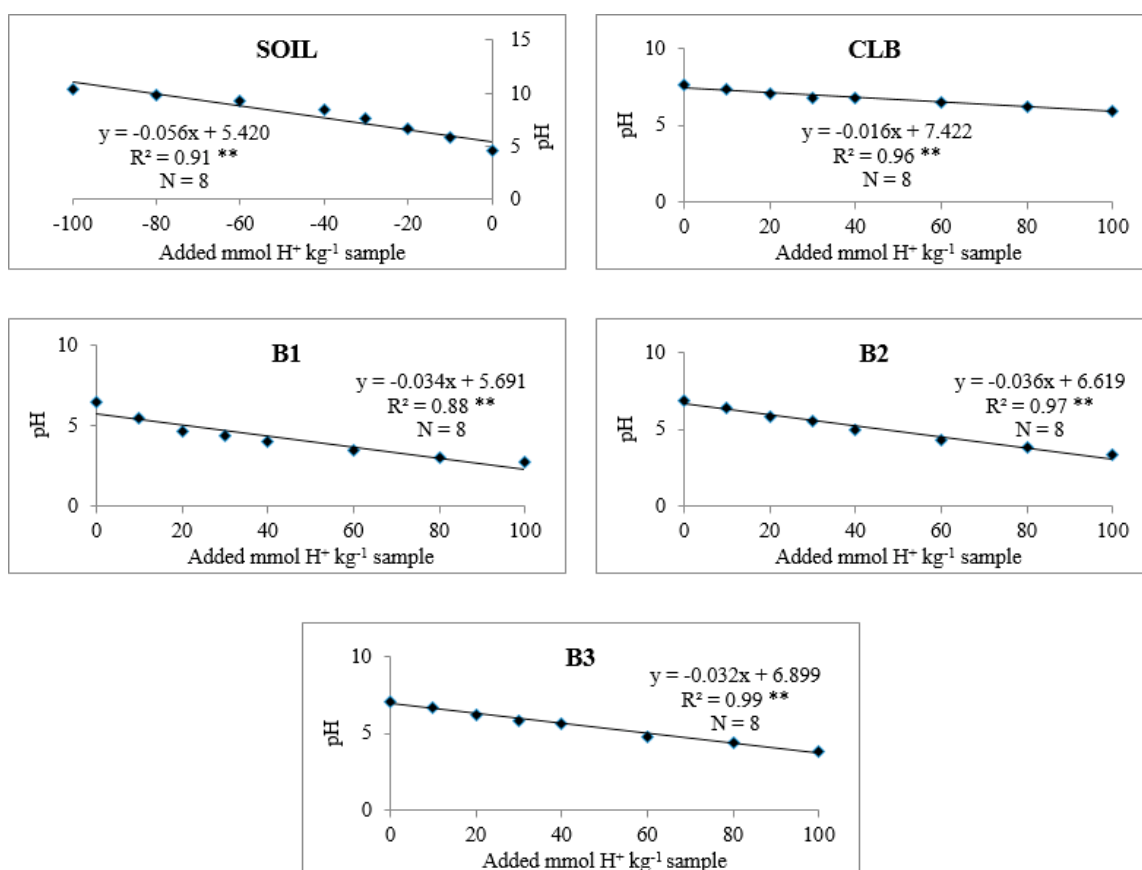 SOIL
15
10
5
0
pH
y = -0.056x + 5.420
R² = 0.91 **
N = 8
-100 -80 -60 -40 -20 0
Added mmol H⁺ kg⁻¹ sample
CLB
10
5
0
pH
y = -0.016x + 7.422
R² = 0.96 **
N = 8
0 20 40 60 80 100
Added mmol H⁺ kg⁻¹ sample
B1
10
5
0
pH
y = -0.034x + 5.691
R² = 0.88 **
N = 8
0 20 40 60 80 100
Added mmol H⁺ kg⁻¹ sample
B2
10
5
0
pH
y = -0.036x + 6.619
R² = 0.97 **
N = 8
0 20 40 60 80 100
Added mmol H⁺ kg⁻¹ sample
B3
10
5
0
pH
y = -0.032x + 6.899
R² = 0.99 **
N = 8
0 20 40 60 80 100
Added mmol H⁺ kg⁻¹ sample